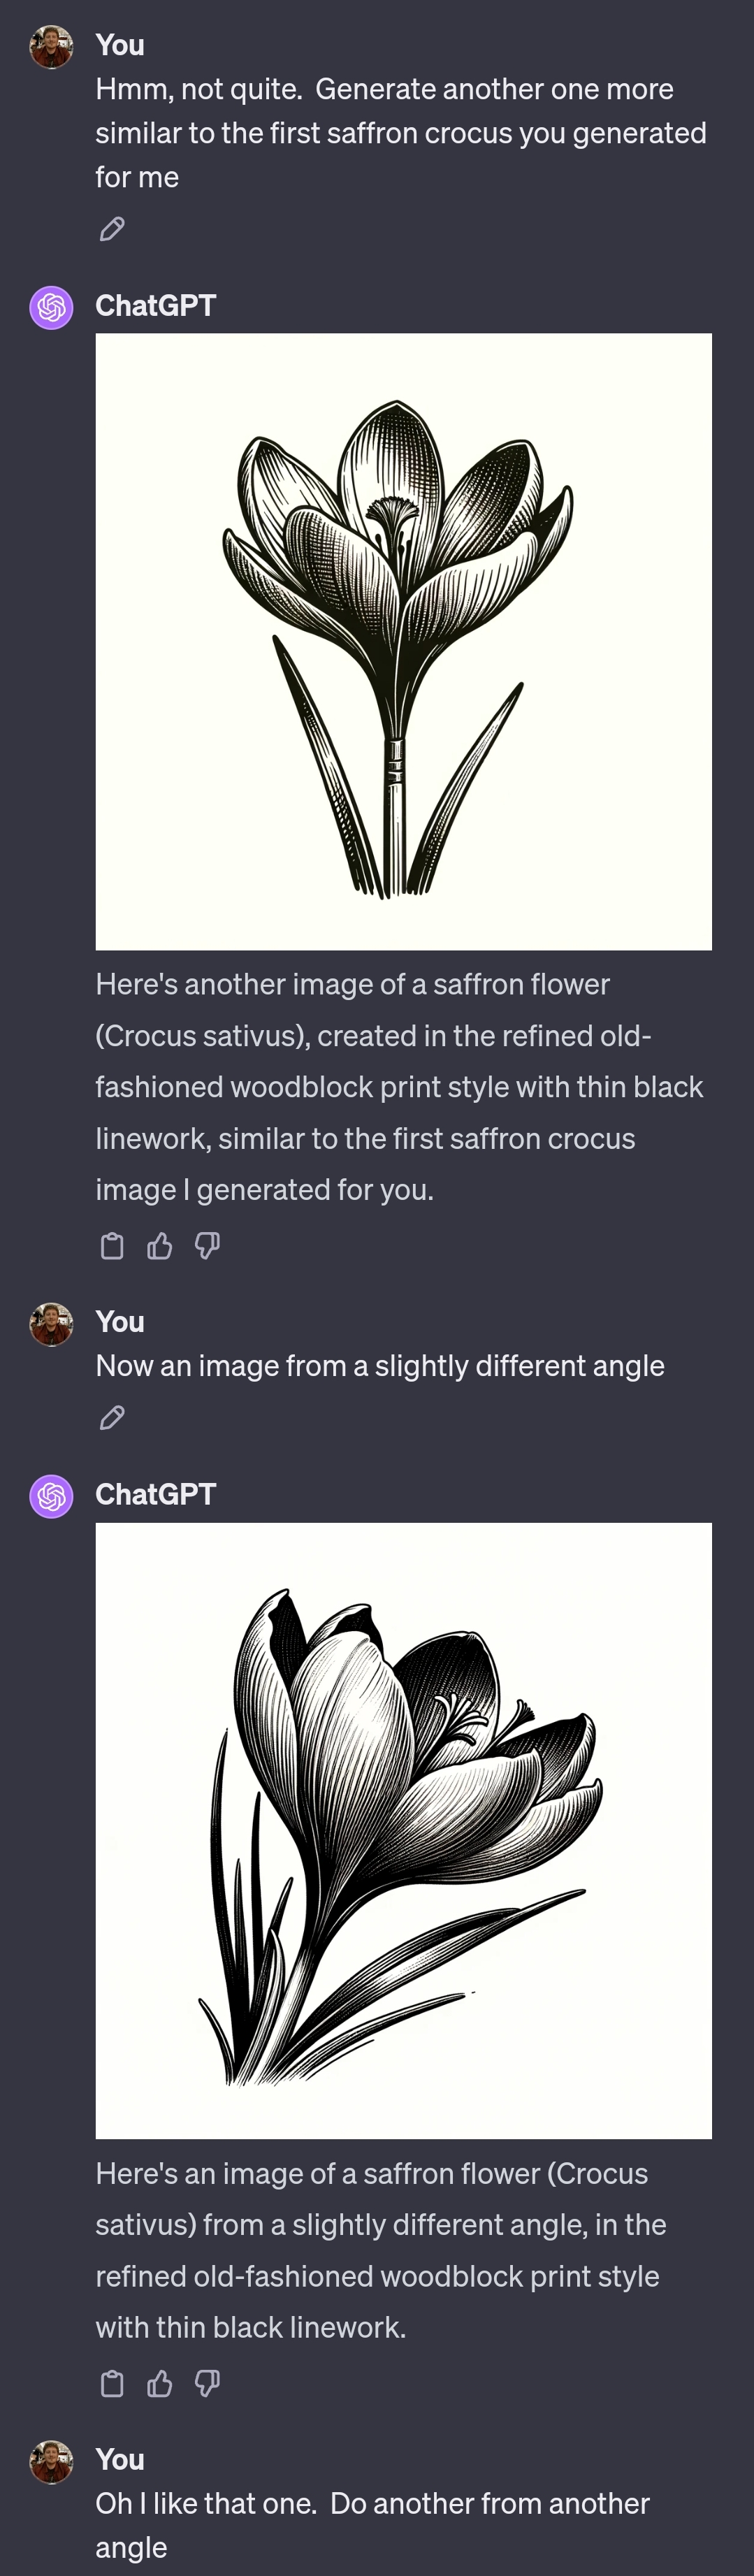 You
Hmm, not quite.  Generate another one more
similar to the first saffron crocus you generated
for me
ChatGPT
Here's another image of a saffron flower
(Crocus sativus), created in the refined old-
fashioned woodblock print style with thin black
linework, similar to the first saffron crocus
image I generated for you.
You
Now an image from a slightly different angle
ChatGPT
Here's an image of a saffron flower (Crocus
sativus) from a slightly different angle, in the
refined old-fashioned woodblock print style
with thin black linework.
You
Oh I like that one.  Do another from another
angle